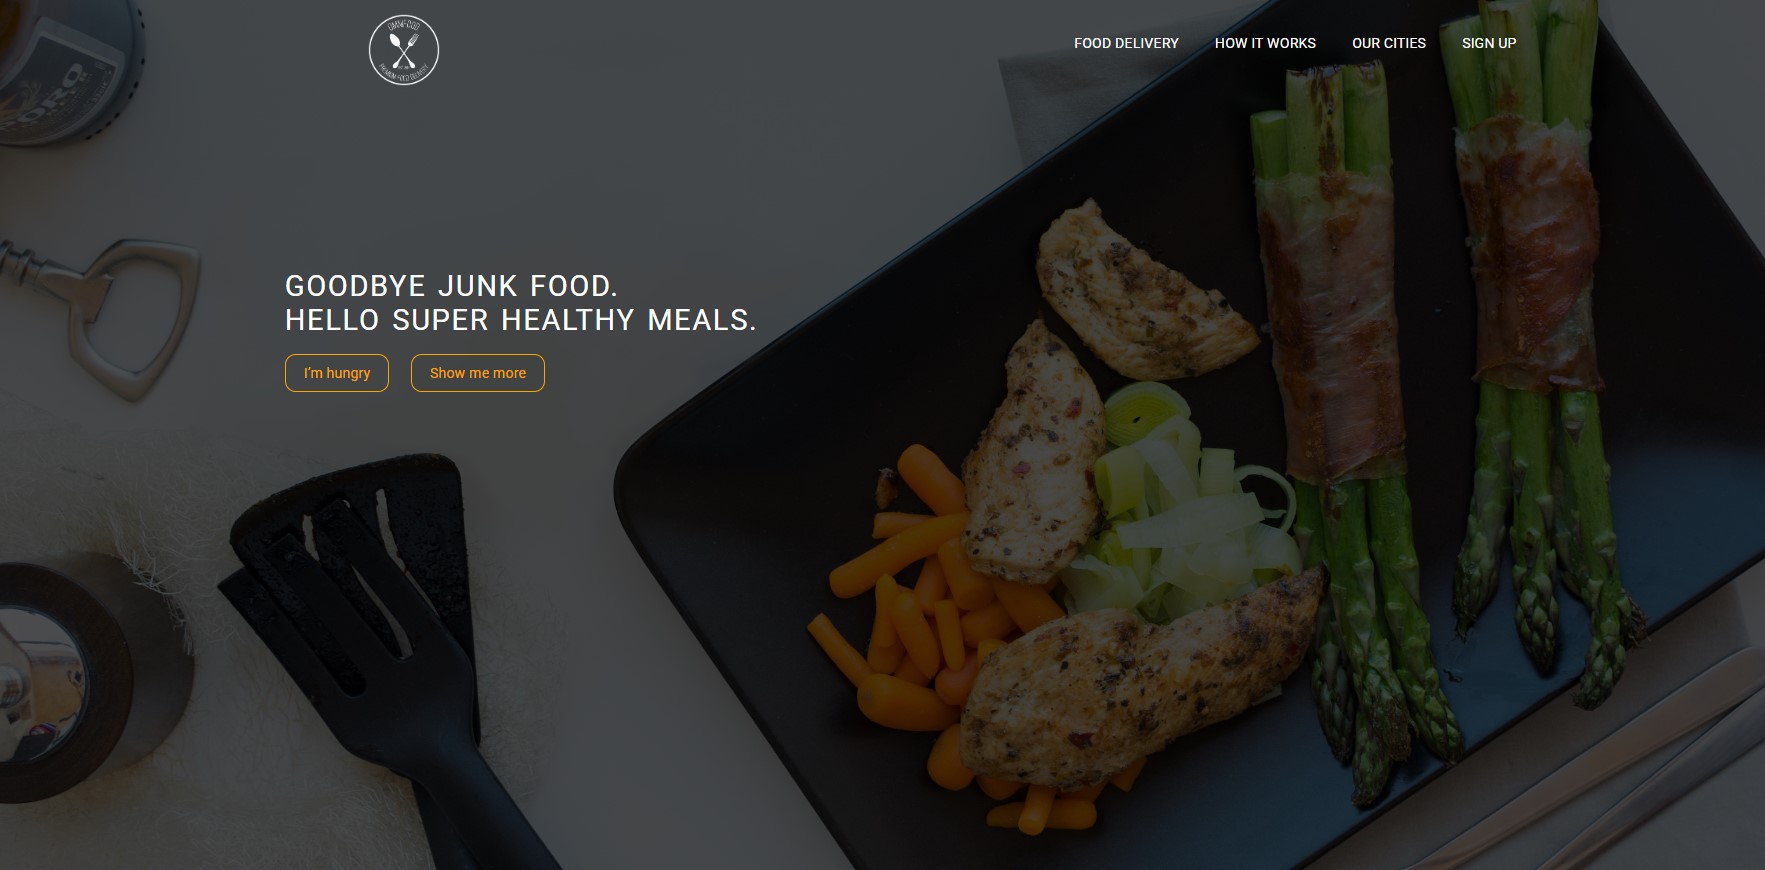 OMNIFOOD
PREMIUM FOOD DELIVERY
FOOD DELIVERY
HOW IT WORKS
OUR CITIES
SIGN UP
GOODBYE JUNK FOOD.
HELLO SUPER HEALTHY MEALS.
I'm hungry
Show me more